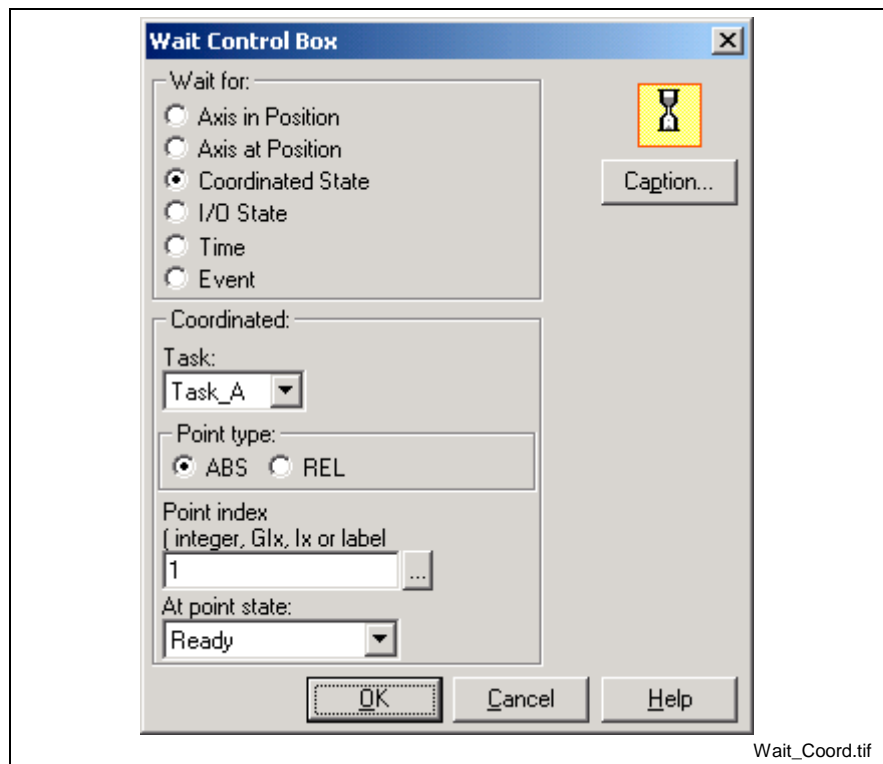 Wait Control Box
Wait for:
Axis in Position
Axis at Position
Coordinated State
I/O State
Time
Event
Caption...
Coordinated:
Task:
Task_A
Point type:
ABS REL
Point index
( integer, GIx, Ix or label
1
...
At point state:
Ready
OK Cancel Help
Wait_Coord.tif